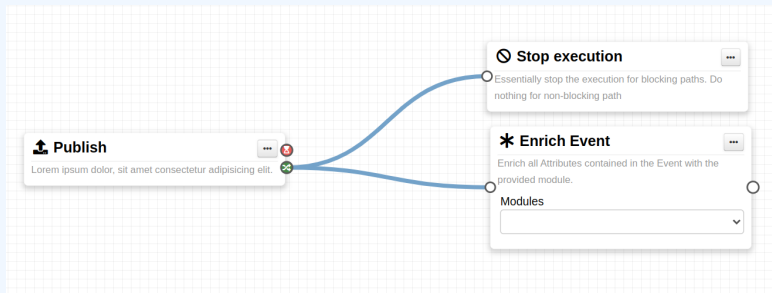 Stop execution
Essentially stop the execution for blocking paths. Do
nothing for non-blocking path
Publish
Lorem ipsum dolor, sit amet consectetur adipisicing elit.
Enrich Event
Enrich all Attributes contained in the Event with the
provided module.
Modules